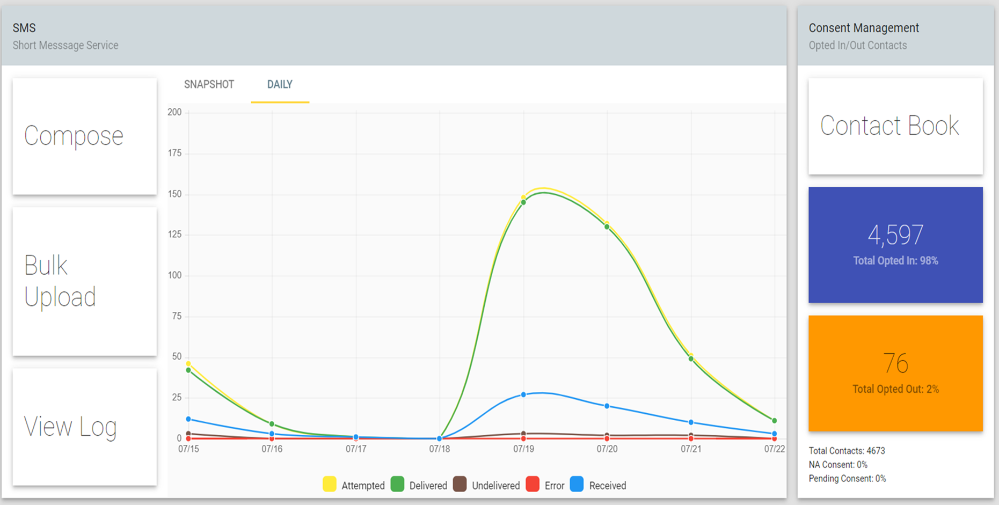 SMS
Short Messsage Service
Compose
Bulk
Upload
View Log
SNAPSHOT DAILY
200
175
150
125
100
75
50
25
0
07/15 07/16 07/17 07/18 07/19 07/20 07/21 07/22
Attempted Delivered Undelivered Error Received
Consent Management
Opted In/Out Contacts
Contact Book
4,597
Total Opted In: 98%
76
Total Opted Out: 2%
Total Contacts: 4673
NA Consent: 0%
Pending Consent: 0%